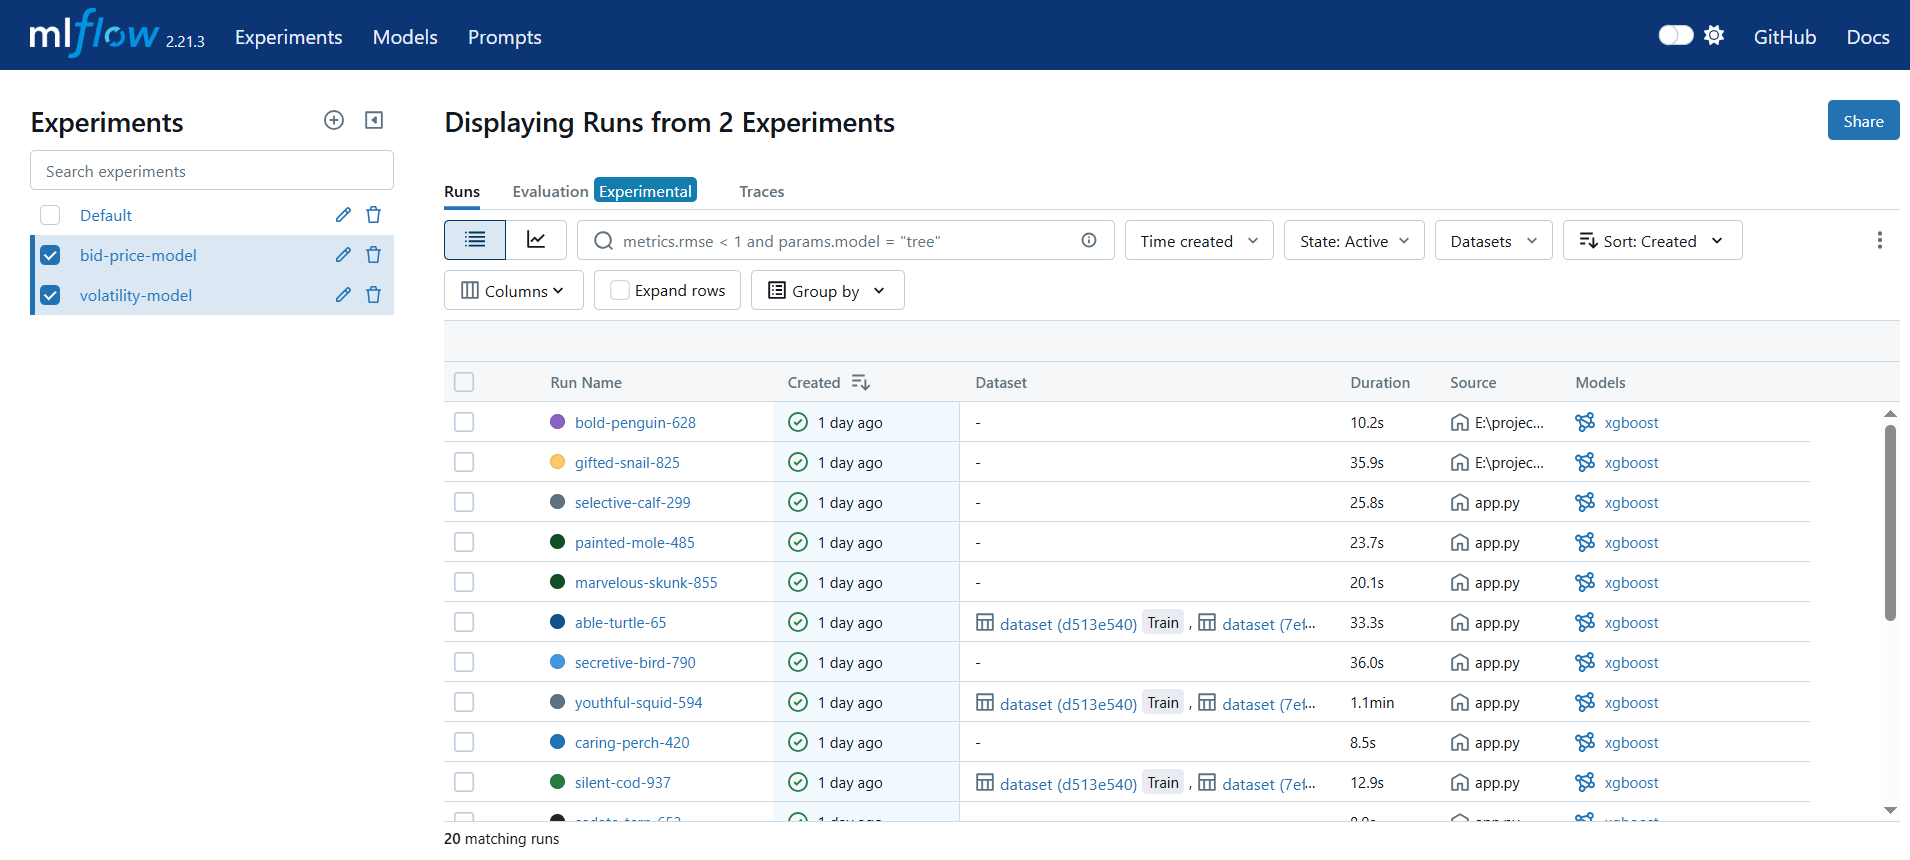 mlflow 2.21.3 Experiments Models Prompts GitHub Docs
Experiments
Search experiments
Default
bid-price-model
volatility-model
Displaying Runs from 2 Experiments
Share
Runs Evaluation Experimental Traces
metrics.rmse < 1 and params.model = "tree" Time created State: Active Datasets Sort: Created
Columns Expand rows Group by
Run Name Created Dataset Duration Source Models
bold-penguin-628 1 day ago - 10.2s E:\projec... xgboost
gifted-snail-825 1 day ago - 35.9s E:\projec... xgboost
selective-calf-299 1 day ago - 25.8s app.py xgboost
painted-mole-485 1 day ago - 23.7s app.py xgboost
marvelous-skunk-855 1 day ago - 20.1s app.py xgboost
able-turtle-65 1 day ago dataset (d513e540) Train , dataset (7ef... 33.3s app.py xgboost
secretive-bird-790 1 day ago - 36.0s app.py xgboost
youthful-squid-594 1 day ago dataset (d513e540) Train , dataset (7ef... 1.1min app.py xgboost
caring-perch-420 1 day ago - 8.5s app.py xgboost
silent-cod-937 1 day ago dataset (d513e540) Train , dataset (7ef... 12.9s app.py xgboost
1 day ago app.py xgboost
20 matching runs